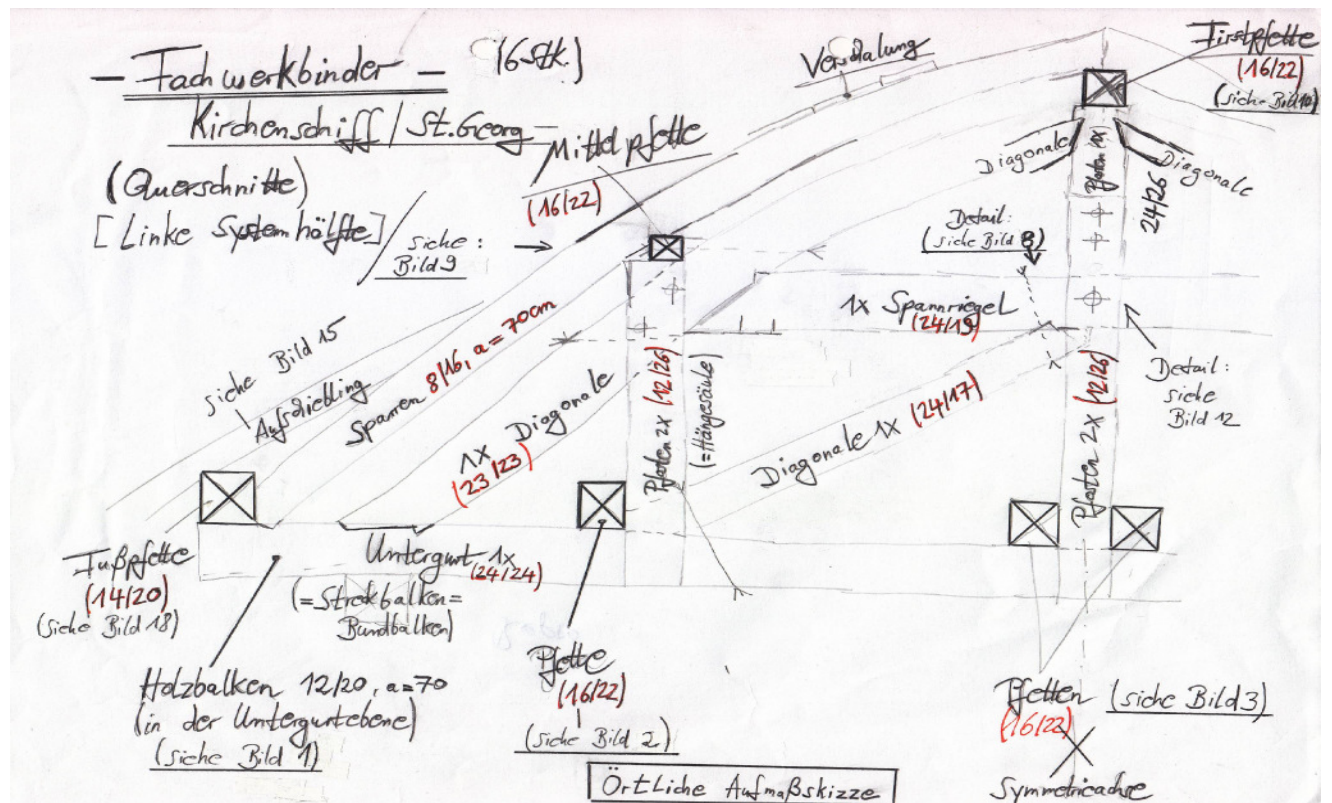 — Fachwerkbinder — (6 Stk.)
Kirchenschiff / St. Georg
(Querschnitte)
[Linke Systemhälfte]
siehe:
Bild 9
Mittelpfette
(16/22)
Verschalung
Firstpfette
(16/22)
(siehe Bild 10)
Diagonale
Pfosten 1x
Diagonale
24/26
Detail:
(siehe Bild 8)
siehe Bild 15
Aufschiebling
Sparren 8/16, a = 70cm
1x Diagonale
(23/23)
Pfosten 2x (12/26)
(=Hängesäule)
1x Spannriegel
(24/19)
Diagonale 1x (24/17)
Pfosten 2x (12/26)
Detail:
siehe
Bild 12
Fußpfette
(14/20)
(siehe Bild 18)
Untergurt 1x
(24/24)
(=Streckbalken=
Bundbalken)
Holzbalken 12/20, a=70
(in der Untergurtebene)
(siehe Bild 1)
Pfette
(16/22)
(siehe Bild 2)
Pfetten (siehe Bild 3)
(16/22)
Symmetrieachse
Örtliche Aufmaßskizze